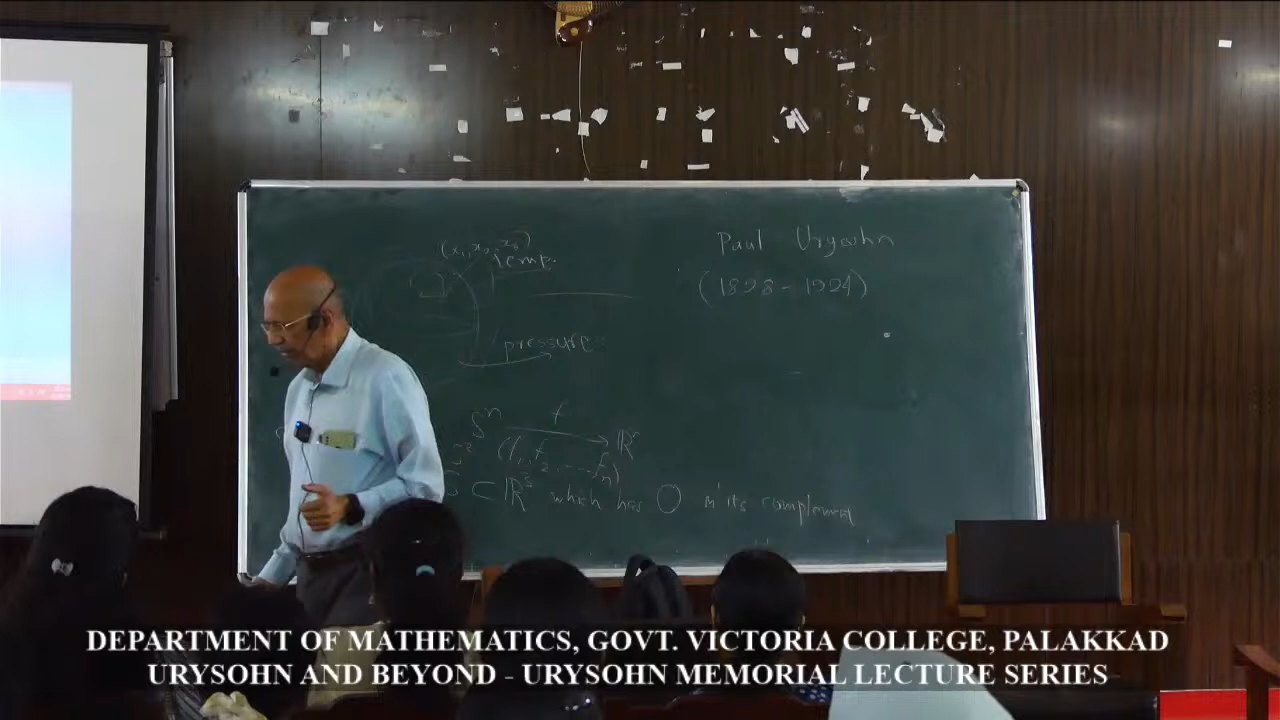 (x₁, x₂, x₃)
temp.
pressure
Paul Urysohn
(1898 - 1924)
Sⁿ f ℝⁿ
(f₁, f₂, ... fₙ)
⊂ ℝ³ which has O in its complement
DEPARTMENT OF MATHEMATICS, GOVT. VICTORIA COLLEGE, PALAKKAD
URYSOHN AND BEYOND - URYSOHN MEMORIAL LECTURE SERIES